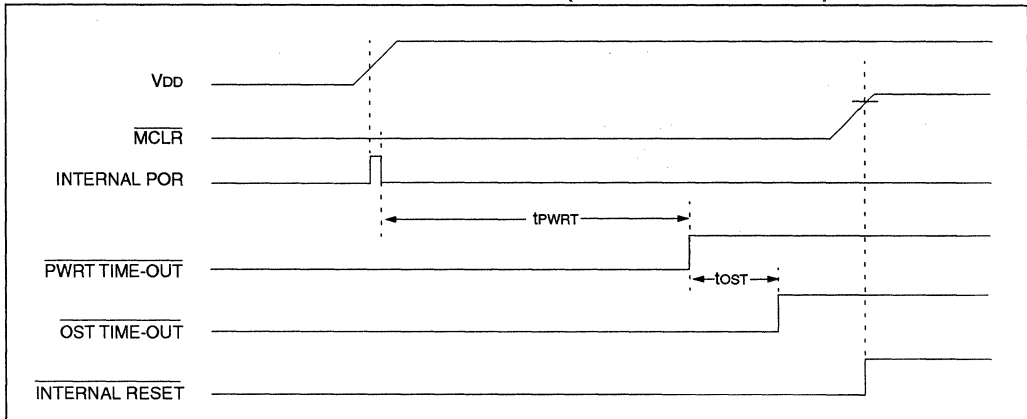 VDD
MCLR
INTERNAL POR
tPWRT
PWRT TIME-OUT
tOST
OST TIME-OUT
INTERNAL RESET